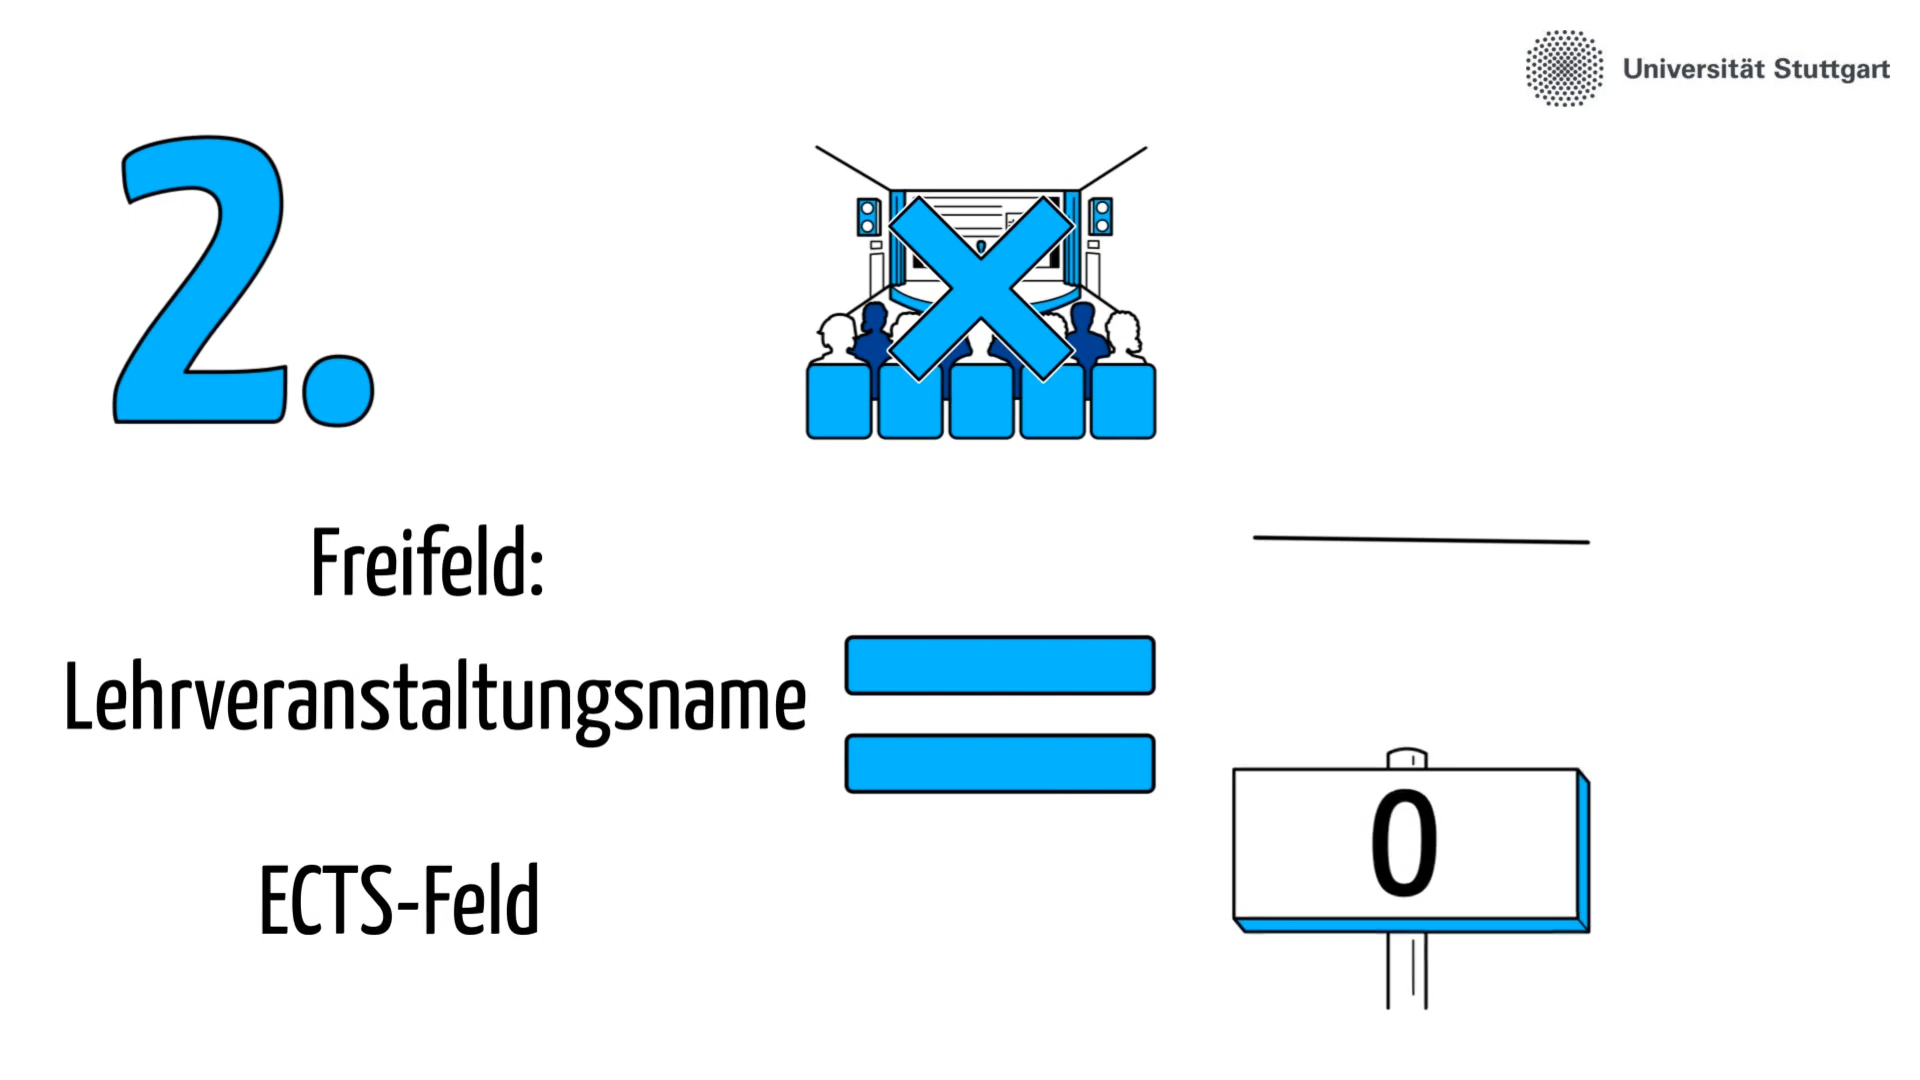 Universität Stuttgart
2.
Freifeld:
Lehrveranstaltungsname
ECTS-Feld
0